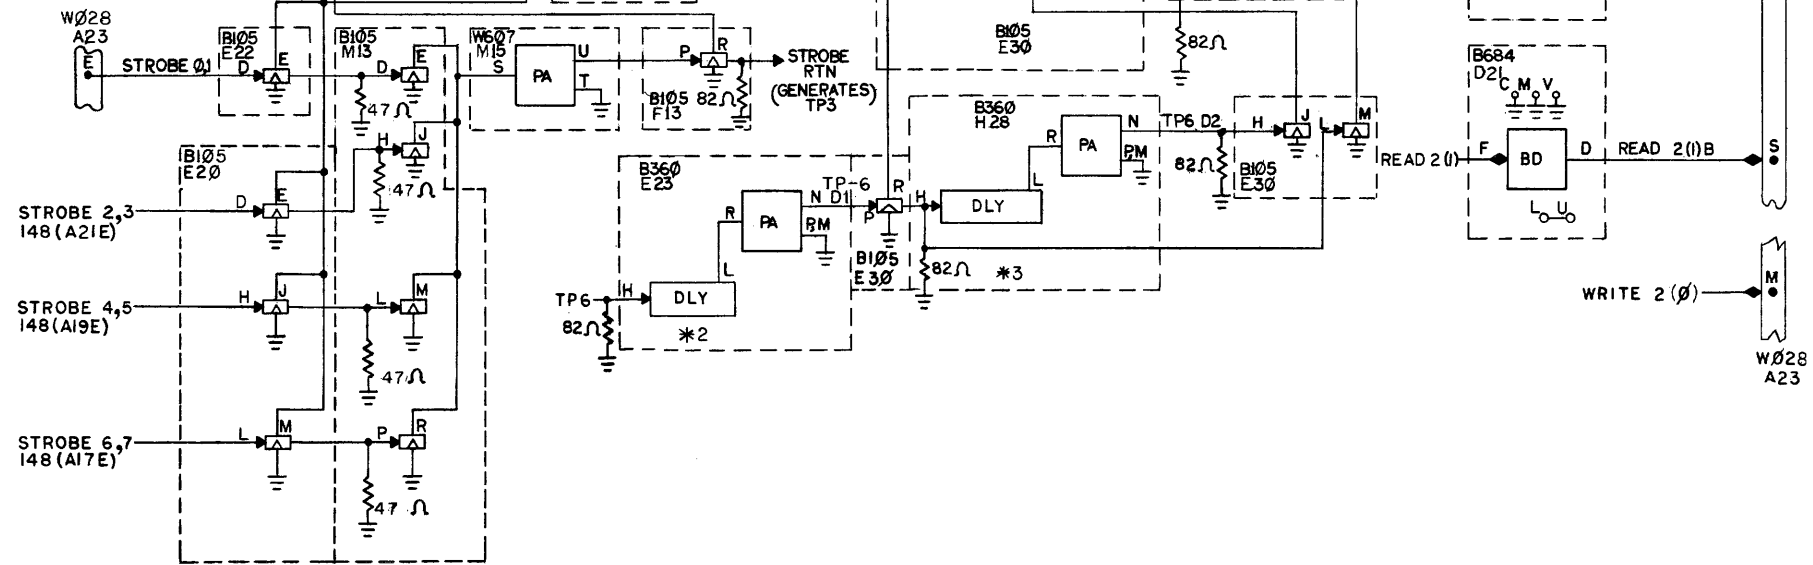 WØ28
A23
E
STROBE Ø,1
B1Ø5
E22
D
E
B1Ø5
M13
D
E
47Ω
H
J
47Ω
W6Ø7
M15
S
PA
U
T
P
R
B1Ø5
F13
82Ω
STROBE
RTN
(GENERATES)
TP3
B1Ø5
E2Ø
STROBE 2,3
148(A21E)
D
E
STROBE 4,5
148(A19E)
H
J
L
M
47Ω
STROBE 6,7
148(A17E)
L
M
P
R
47Ω
TP6
82Ω
H
B36Ø
E23
DLY
L
R
PA
N
P,M
*2
TP-6
D1
P
R
B1Ø5
E3Ø
H
82Ω
*3
B36Ø
H28
DLY
L
R
PA
N
P,M
B1Ø5
E3Ø
82Ω
TP6 D2
82Ω
H
J
L
M
B1Ø5
E3Ø
READ 2(1)
B684
D21
C M V
F
BD
D
L U
READ 2(1)B
S
WRITE 2(Ø)
M
WØ28
A23